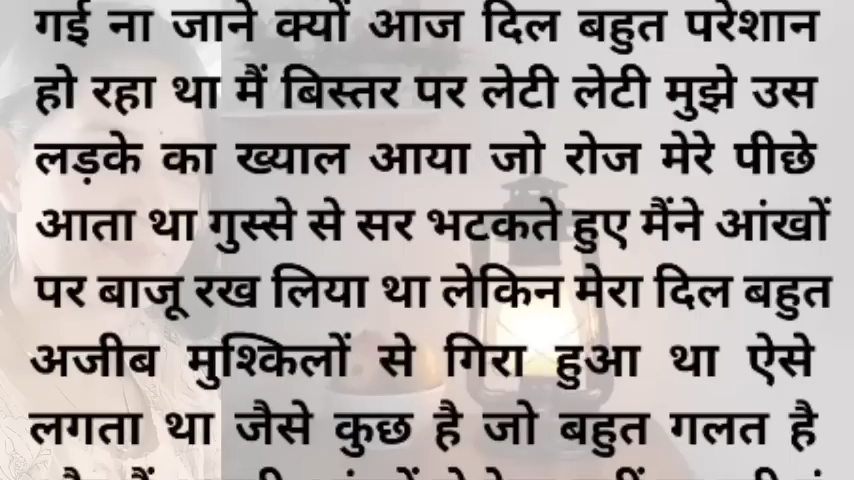 गई ना जाने क्यों आज दिल बहुत परेशान
हो रहा था मैं बिस्तर पर लेटी लेटी मुझे उस
लड़के का ख्याल आया जो रोज मेरे पीछे
आता था गुस्से से सर भटकते हुए मैंने आंखों
पर बाजू रख लिया था लेकिन मेरा दिल बहुत
अजीब मुश्किलों से गिरा हुआ था ऐसे
लगता था जैसे कुछ है जो बहुत गलत है